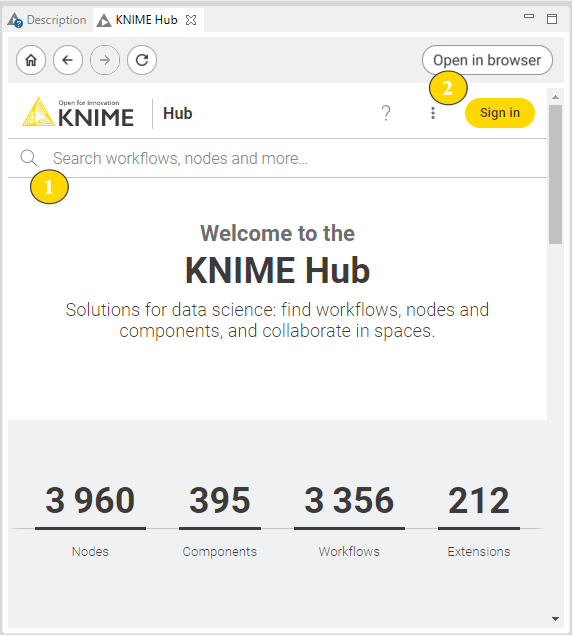 Description KNIME Hub
Open in browser
Open for Innovation
KNIME Hub ? Sign in
2
Search workflows, nodes and more...
1
Welcome to the
KNIME Hub
Solutions for data science: find workflows, nodes and
components, and collaborate in spaces.
3 960 395 3 356 212
Nodes Components Workflows Extensions